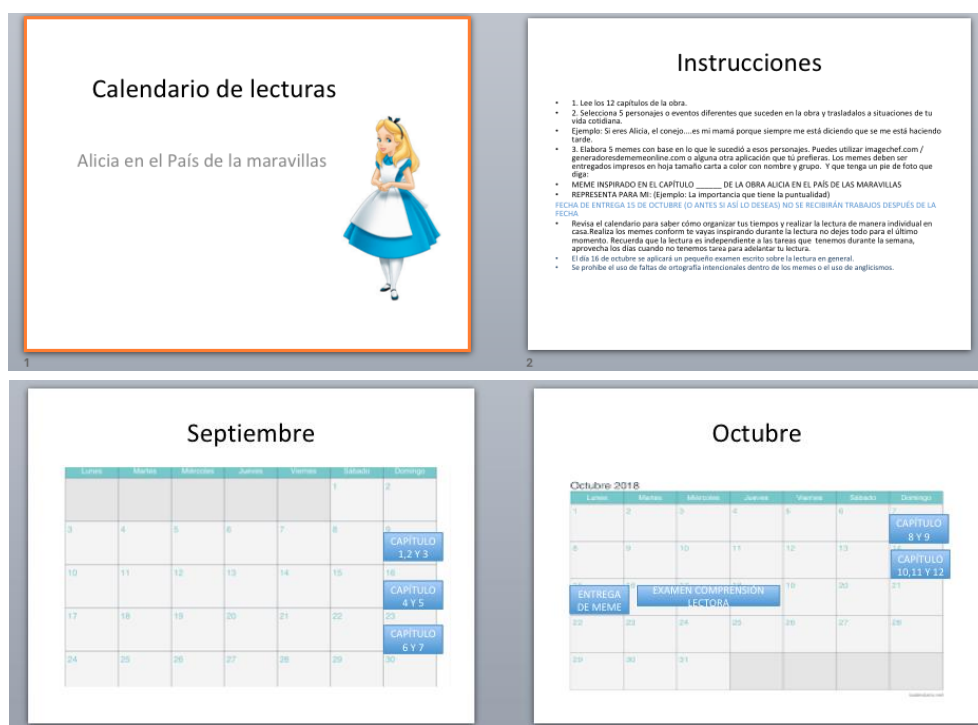 Calendario de lecturas
Alicia en el País de la maravillas
1
Instrucciones
• 1. Lee los 12 capítulos de la obra.
• 2. Selecciona 5 personajes o eventos diferentes que suceden en la obra y trasladalos a situaciones de tu
vida cotidiana.
• Ejemplo: Si eres Alicia, el conejo....es mi mamá porque siempre me está diciendo que se me está haciendo
tarde.
• 3. Elabora 5 memes con base en lo que le sucedió a esos personajes. Puedes utilizar imagechef.com /
generadoresdememeonline.com o alguna otra aplicación que tú prefieras. Los memes deben ser
entregados impresos en hoja tamaño carta a color con nombre y grupo. Y que tenga un pie de foto que
diga:
• MEME INSPIRADO EN EL CAPÍTULO ______ DE LA OBRA ALICIA EN EL PAÍS DE LAS MARAVILLAS
• REPRESENTA PARA MI: (Ejemplo: La importancia que tiene la puntualidad)
FECHA DE ENTREGA 15 DE OCTUBRE (O ANTES SI ASÍ LO DESEAS) NO SE RECIBIRÁN TRABAJOS DESPUÉS DE LA
FECHA
• Revisa el calendario para saber cómo organizar tus tiempos y realizar la lectura de manera individual en
casa.Realiza los memes conform te vayas inspirando durante la lectura no dejes todo para el último
momento. Recuerda que la lectura es independiente a las tareas que tenemos durante la semana,
aprovecha los días cuando no tenemos tarea para adelantar tu lectura.
• El día 16 de octubre se aplicará un pequeño examen escrito sobre la lectura en general.
• Se prohibe el uso de faltas de ortografía intencionales dentro de los memes o el uso de anglicismos.
2
Septiembre
Lunes Martes Miércoles Jueves Viernes Sábado Domingo
1 2
3 4 5 6 7 8 9
CAPÍTULO
1,2 Y 3
10 11 12 13 14 15 16
CAPÍTULO
4 Y 5
17 18 19 20 21 22 23
CAPÍTULO
6 Y 7
24 25 26 27 28 29 30
Octubre
Octubre 2018
Lunes Martes Miércoles Jueves Viernes Sábado Domingo
1 2 3 4 5 6 7
CAPÍTULO
8 Y 9
8 9 10 11 12 13 14
CAPÍTULO
10,11 Y 12
19 20 21
ENTREGA
DE MEME
EXAMEN COMPRENSIÓN
LECTORA
22 23 24 25 26 27 28
29 30 31